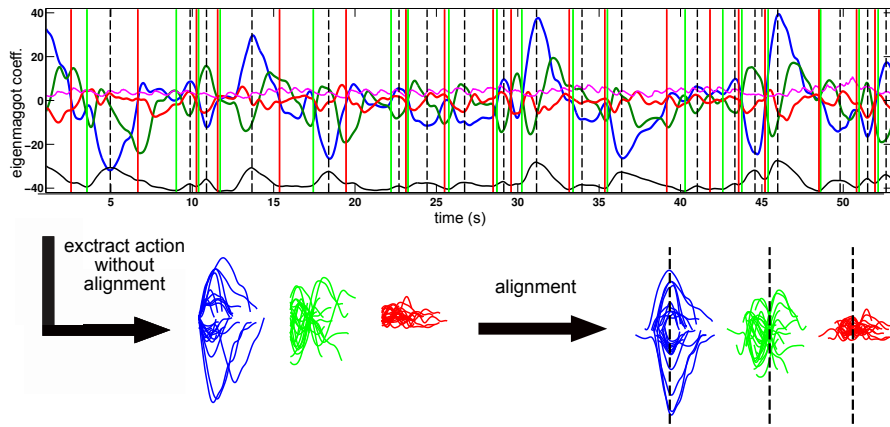 40
20
0
−20
−40
eigenmaggot coeff.
5 10 15 20 25 30 35 40 45 50
time (s)
exctract action
without
alignment
alignment